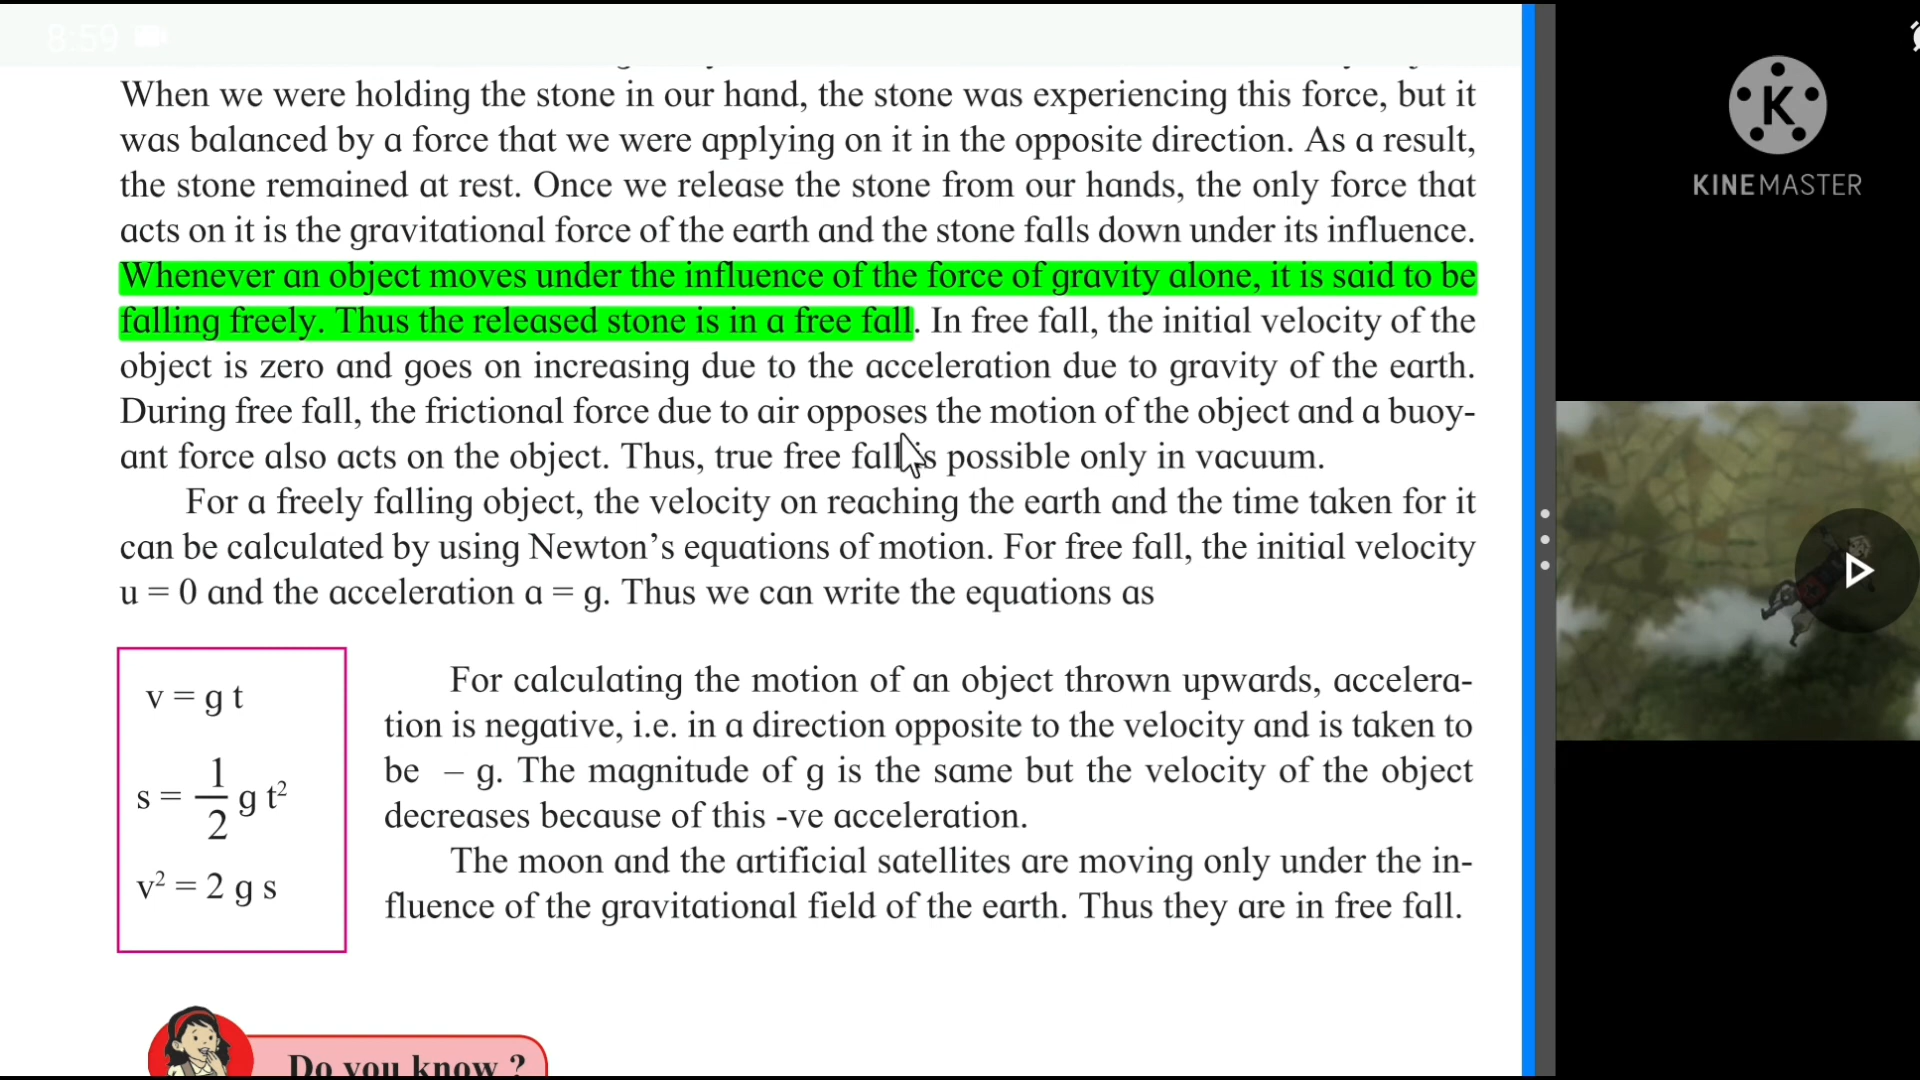 8:59
When we were holding the stone in our hand, the stone was experiencing this force, but it
was balanced by a force that we were applying on it in the opposite direction. As a result,
the stone remained at rest. Once we release the stone from our hands, the only force that
acts on it is the gravitational force of the earth and the stone falls down under its influence.
Whenever an object moves under the influence of the force of gravity alone, it is said to be
falling freely. Thus the released stone is in a free fall. In free fall, the initial velocity of the
object is zero and goes on increasing due to the acceleration due to gravity of the earth.
During free fall, the frictional force due to air opposes the motion of the object and a buoy-
ant force also acts on the object. Thus, true free fall is possible only in vacuum.
For a freely falling object, the velocity on reaching the earth and the time taken for it
can be calculated by using Newton’s equations of motion. For free fall, the initial velocity
u = 0 and the acceleration a = g. Thus we can write the equations as
v = g t
s = 1/2 g t²
v² = 2 g s
For calculating the motion of an object thrown upwards, accelera-
tion is negative, i.e. in a direction opposite to the velocity and is taken to
be – g. The magnitude of g is the same but the velocity of the object
decreases because of this -ve acceleration.
The moon and the artificial satellites are moving only under the in-
fluence of the gravitational field of the earth. Thus they are in free fall.
Do you know ?
K
KINEMASTER